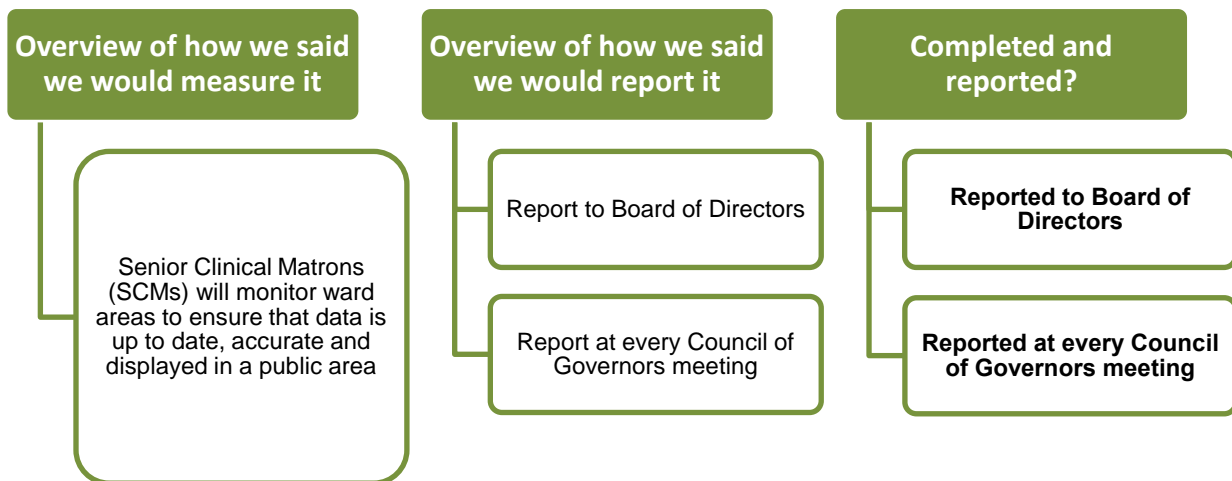 Overview of how we said
we would measure it
Senior Clinical Matrons
(SCMs) will monitor ward
areas to ensure that data is
up to date, accurate and
displayed in a public area
Overview of how we said
we would report it
Report to Board of Directors
Report at every Council of
Governors meeting
Completed and
reported?
Reported to Board of
Directors
Reported at every Council
of Governors meeting